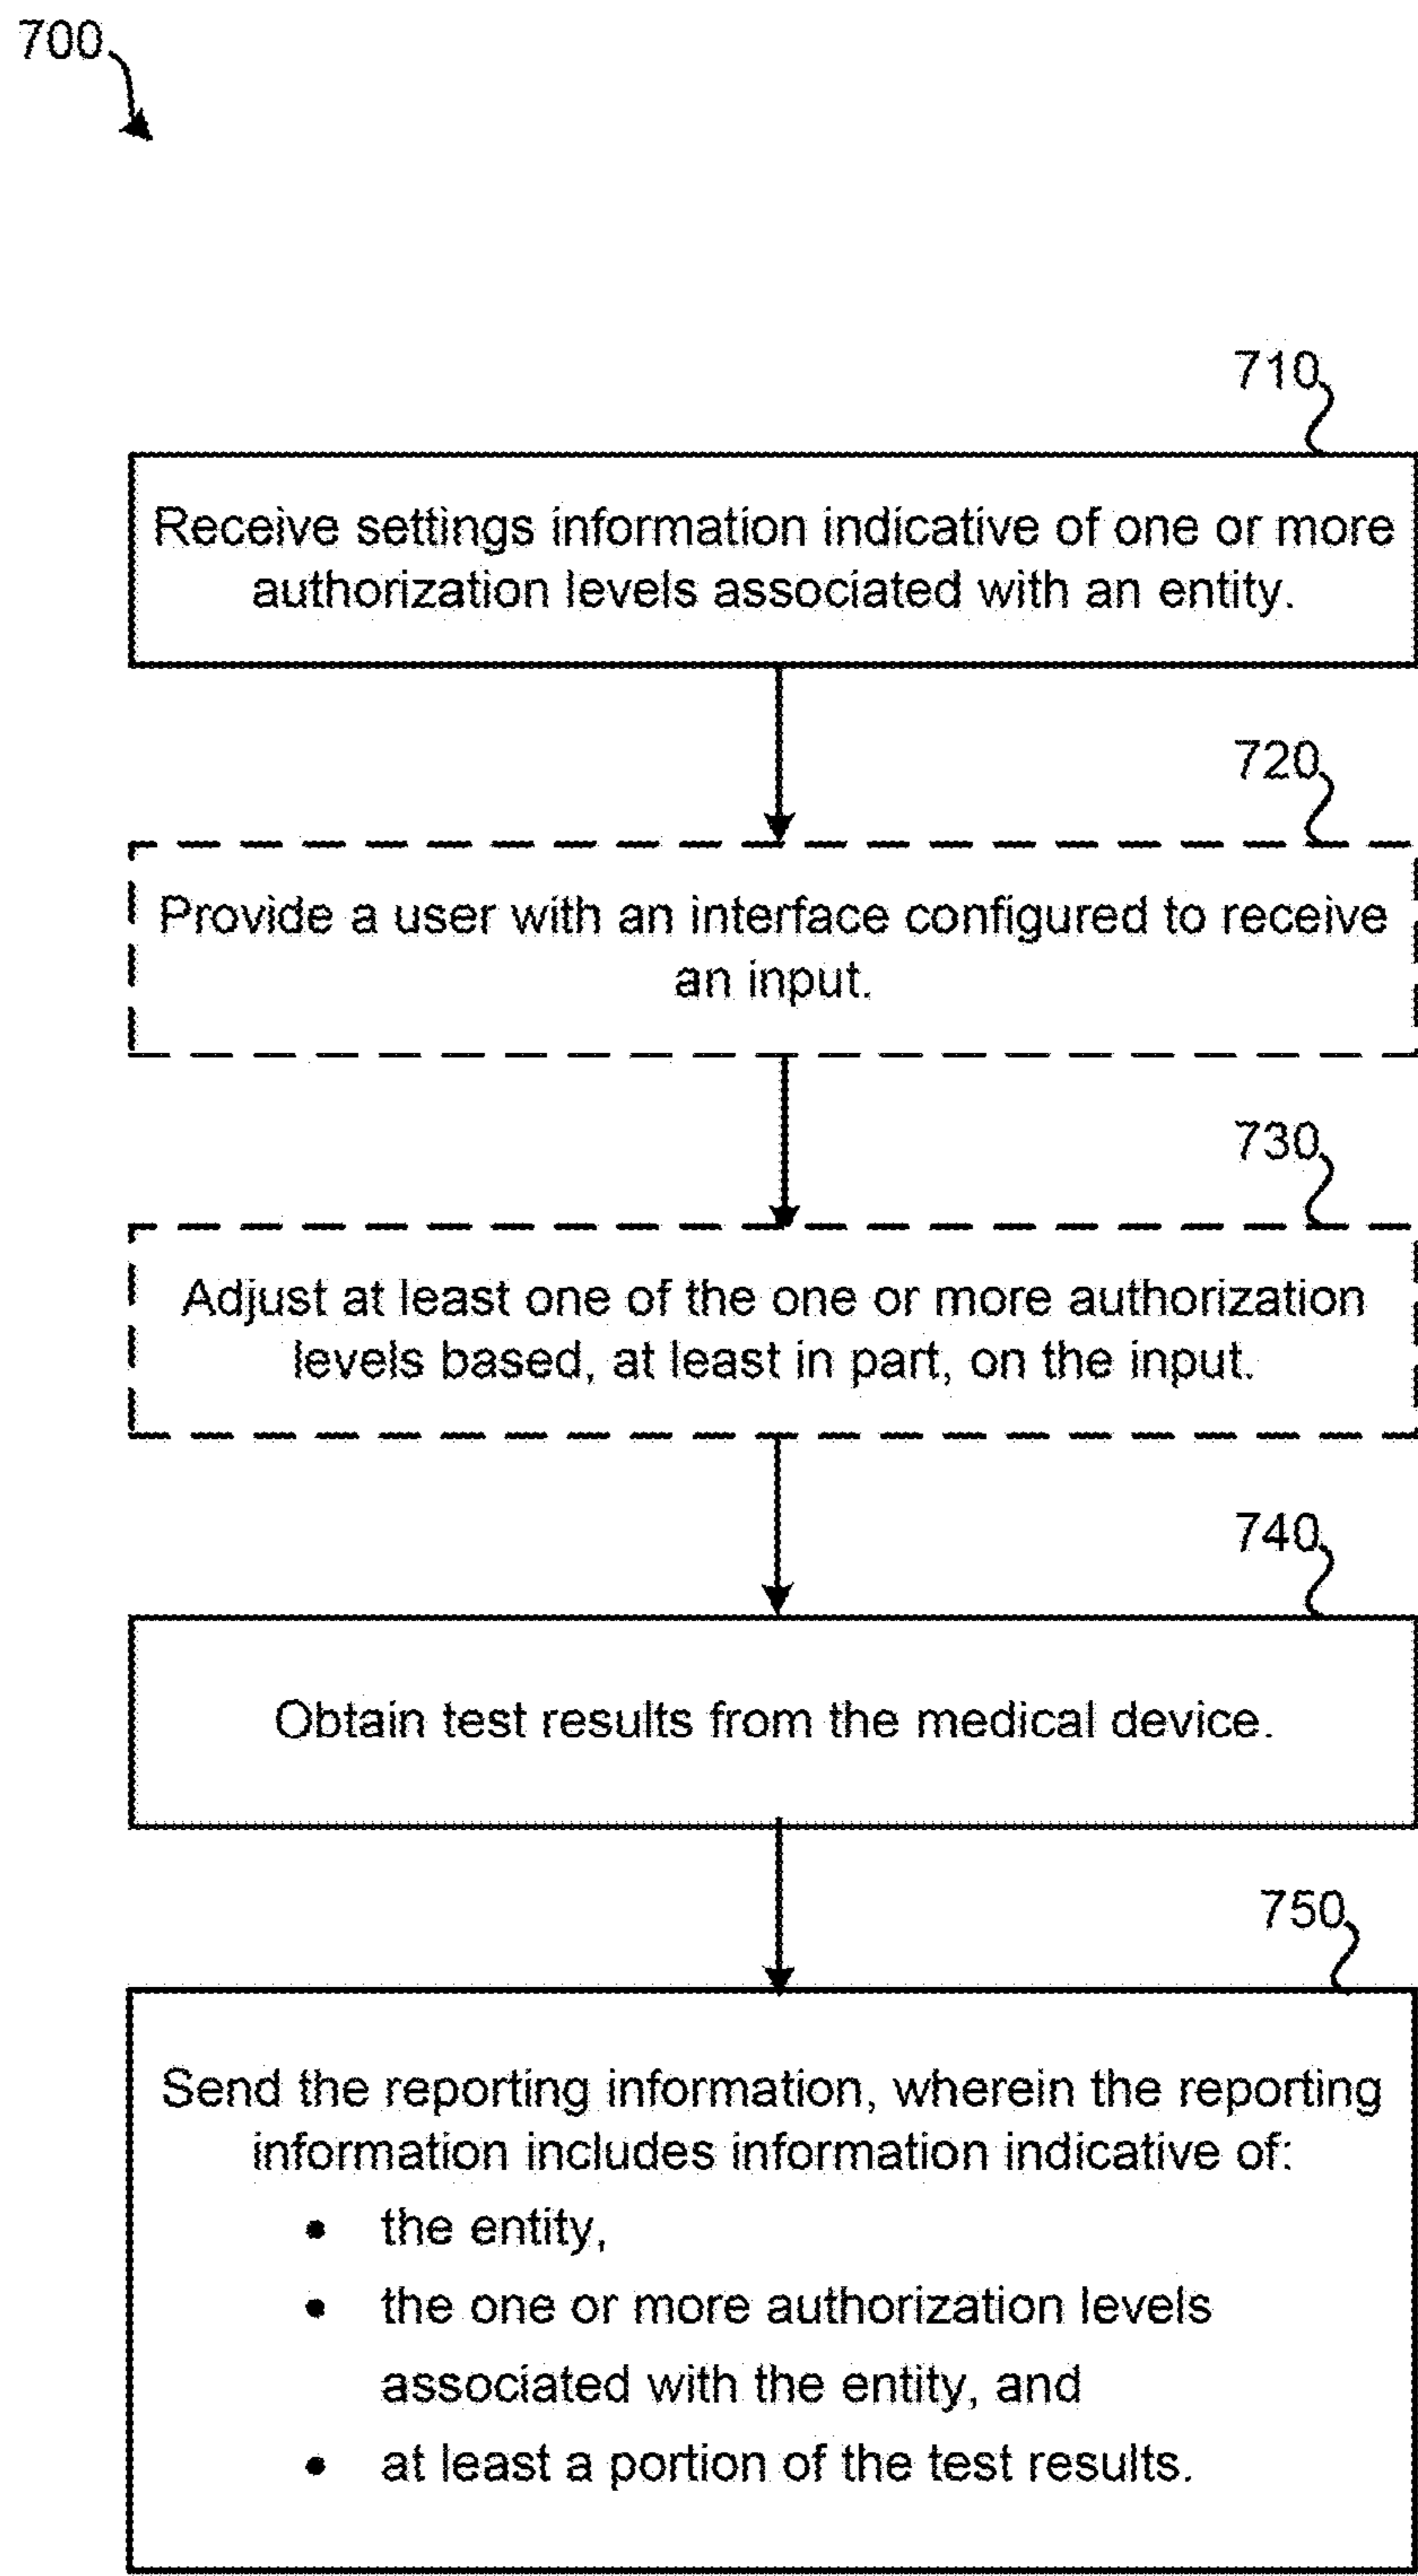 700
710
Receive settings information indicative of one or more
authorization levels associated with an entity.
720
Provide a user with an interface configured to receive
an input.
730
Adjust at least one of the one or more authorization
levels based, at least in part, on the input.
740
Obtain test results from the medical device.
750
Send the reporting information, wherein the reporting
information includes information indicative of:
• the entity,
• the one or more authorization levels
associated with the entity, and
• at least a portion of the test results.